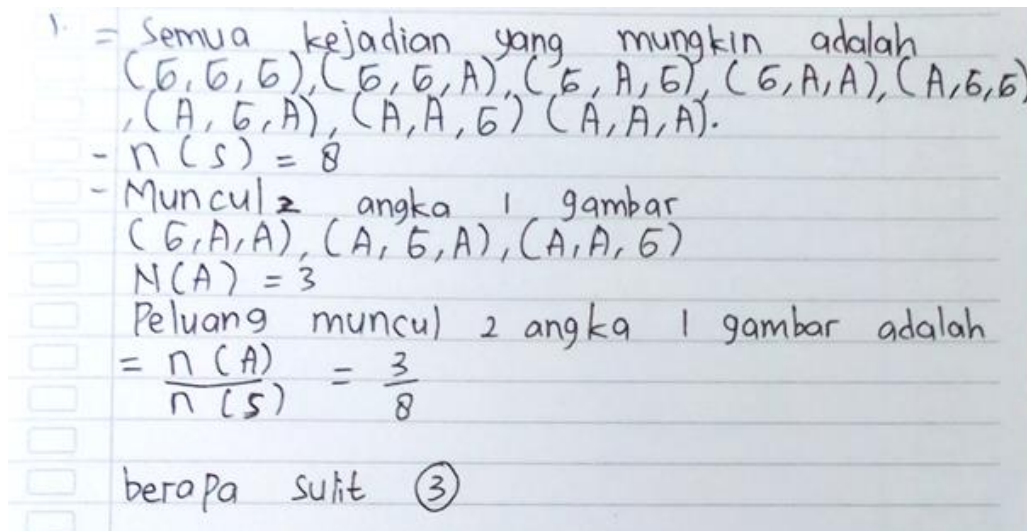 1. = Semua kejadian yang mungkin adalah
(G, G, G), (G, G, A), (G, A, G), (G, A, A), (A, G, G)
, (A, G, A), (A, A, G) (A, A, A).
- n(s) = 8
- Muncul 2 angka 1 gambar
(G, A, A), (A, G, A), (A, A, G)
N(A) = 3
Peluang muncul 2 angka 1 gambar adalah
= n(A)/n(s) = 3/8
berapa sulit ③